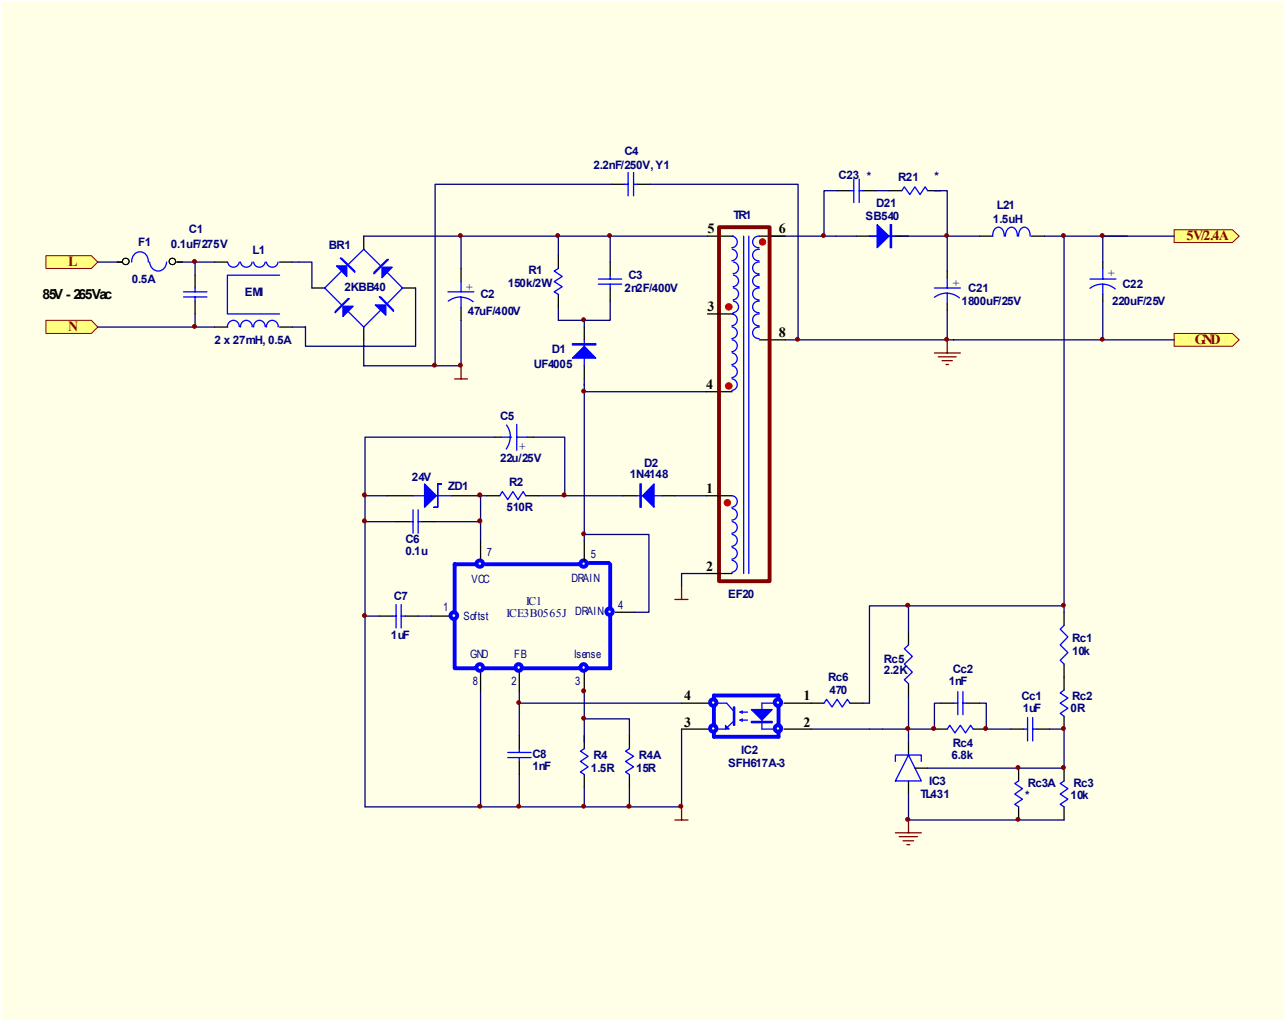 C4
2.2nF/250V, Y1
C23 *
R21 *
D21
SB540
L21
1.5uH
TR1
5
6
5V/2.4A
C1
0.1uF/275V
F1
0.5A
L
85V - 265Vac
N
L1
EMI
2 x 27mH, 0.5A
BR1
2KBB40
+
C2
47uF/400V
R1
150k/2W
C3
2n2F/400V
3
+
C21
1800uF/25V
+
C22
220uF/25V
8
GND
D1
UF4005
4
C5
+
22u/25V
24V
ZD1
R2
510R
D2
1N4148
1
C6
0.1u
7
5
VCC
DRAIN
2
EF20
C7
1uF
1
Softst
IC1
ICE3B0565J
DRAIN
4
GND
FB
Isense
8
2
3
C8
1nF
R4
1.5R
R4A
15R
4
3
1
2
IC2
SFH617A-3
Rc6
470
Rc5
2.2K
Cc2
1nF
Rc4
6.8k
Cc1
1uF
Rc1
10k
Rc2
0R
IC3
TL431
Rc3A
*
Rc3
10k